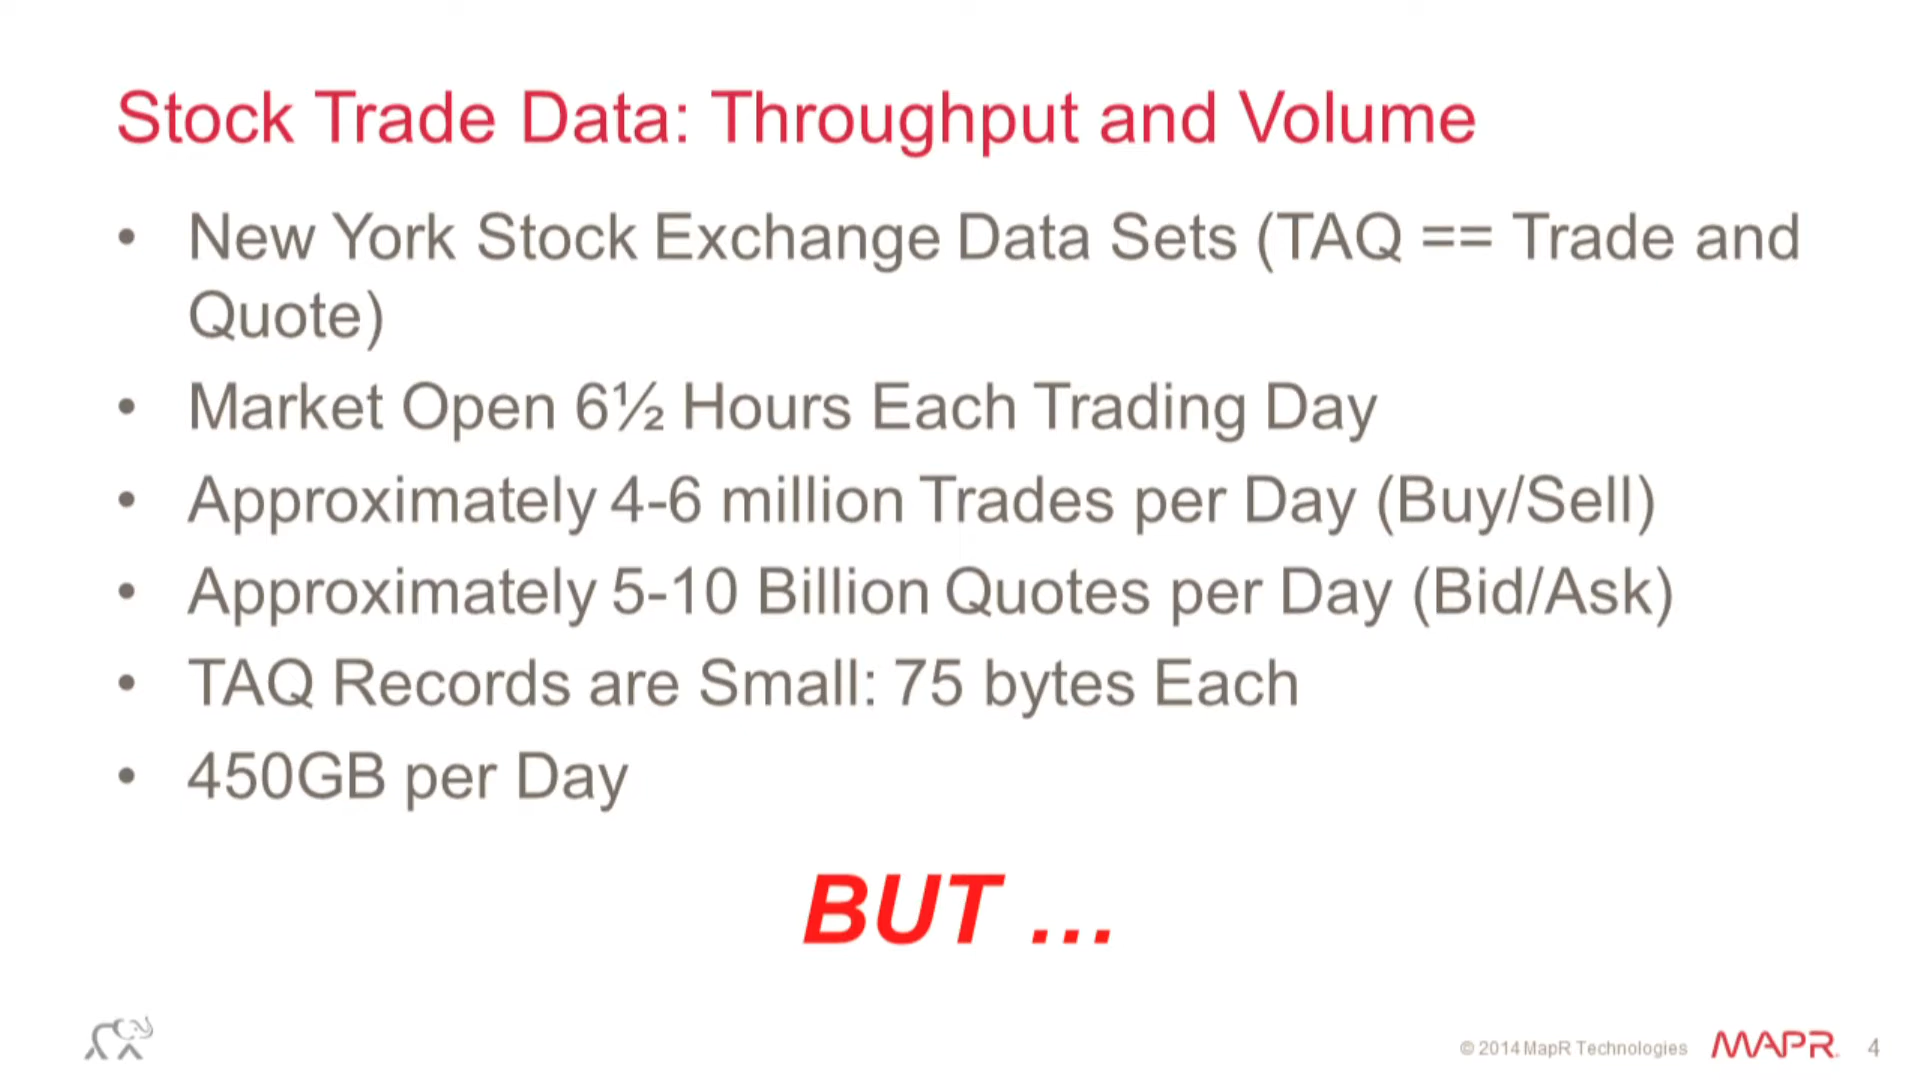 Stock Trade Data: Throughput and Volume
• New York Stock Exchange Data Sets (TAQ == Trade and
Quote)
• Market Open 6½ Hours Each Trading Day
• Approximately 4-6 million Trades per Day (Buy/Sell)
• Approximately 5-10 Billion Quotes per Day (Bid/Ask)
• TAQ Records are Small: 75 bytes Each
• 450GB per Day
BUT ...
© 2014 MapR Technologies MAPR 4